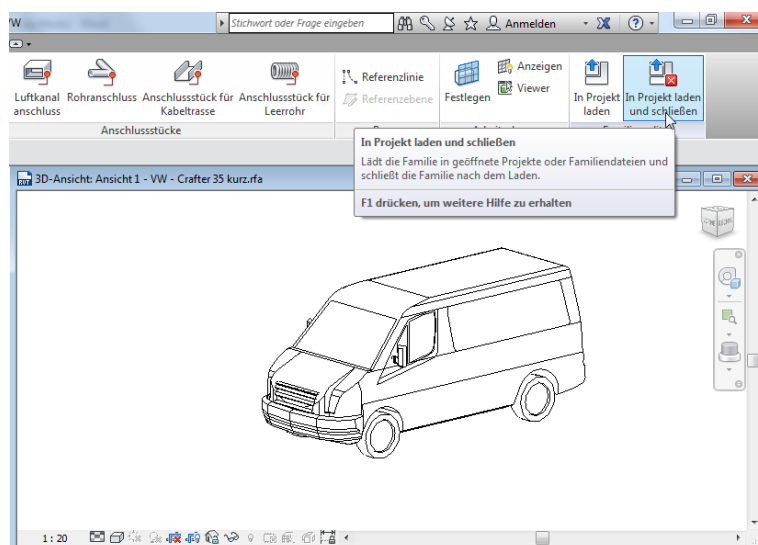 VW
Stichwort oder Frage eingeben
Anmelden
?
Luftkanal
anschluss
Rohranschluss
Anschlussstück für
Kabeltrasse
Anschlussstück für
Leerrohr
Referenzlinie
Referenzebene
Festlegen
Anzeigen
Viewer
In Projekt
laden
In Projekt laden
und schließen
Anschlussstücke
In Projekt laden und schließen
Lädt die Familie in geöffnete Projekte oder Familiendateien und
schließt die Familie nach dem Laden.
F1 drücken, um weitere Hilfe zu erhalten
3D-Ansicht: Ansicht 1 - VW - Crafter 35 kurz.rfa
1 : 20